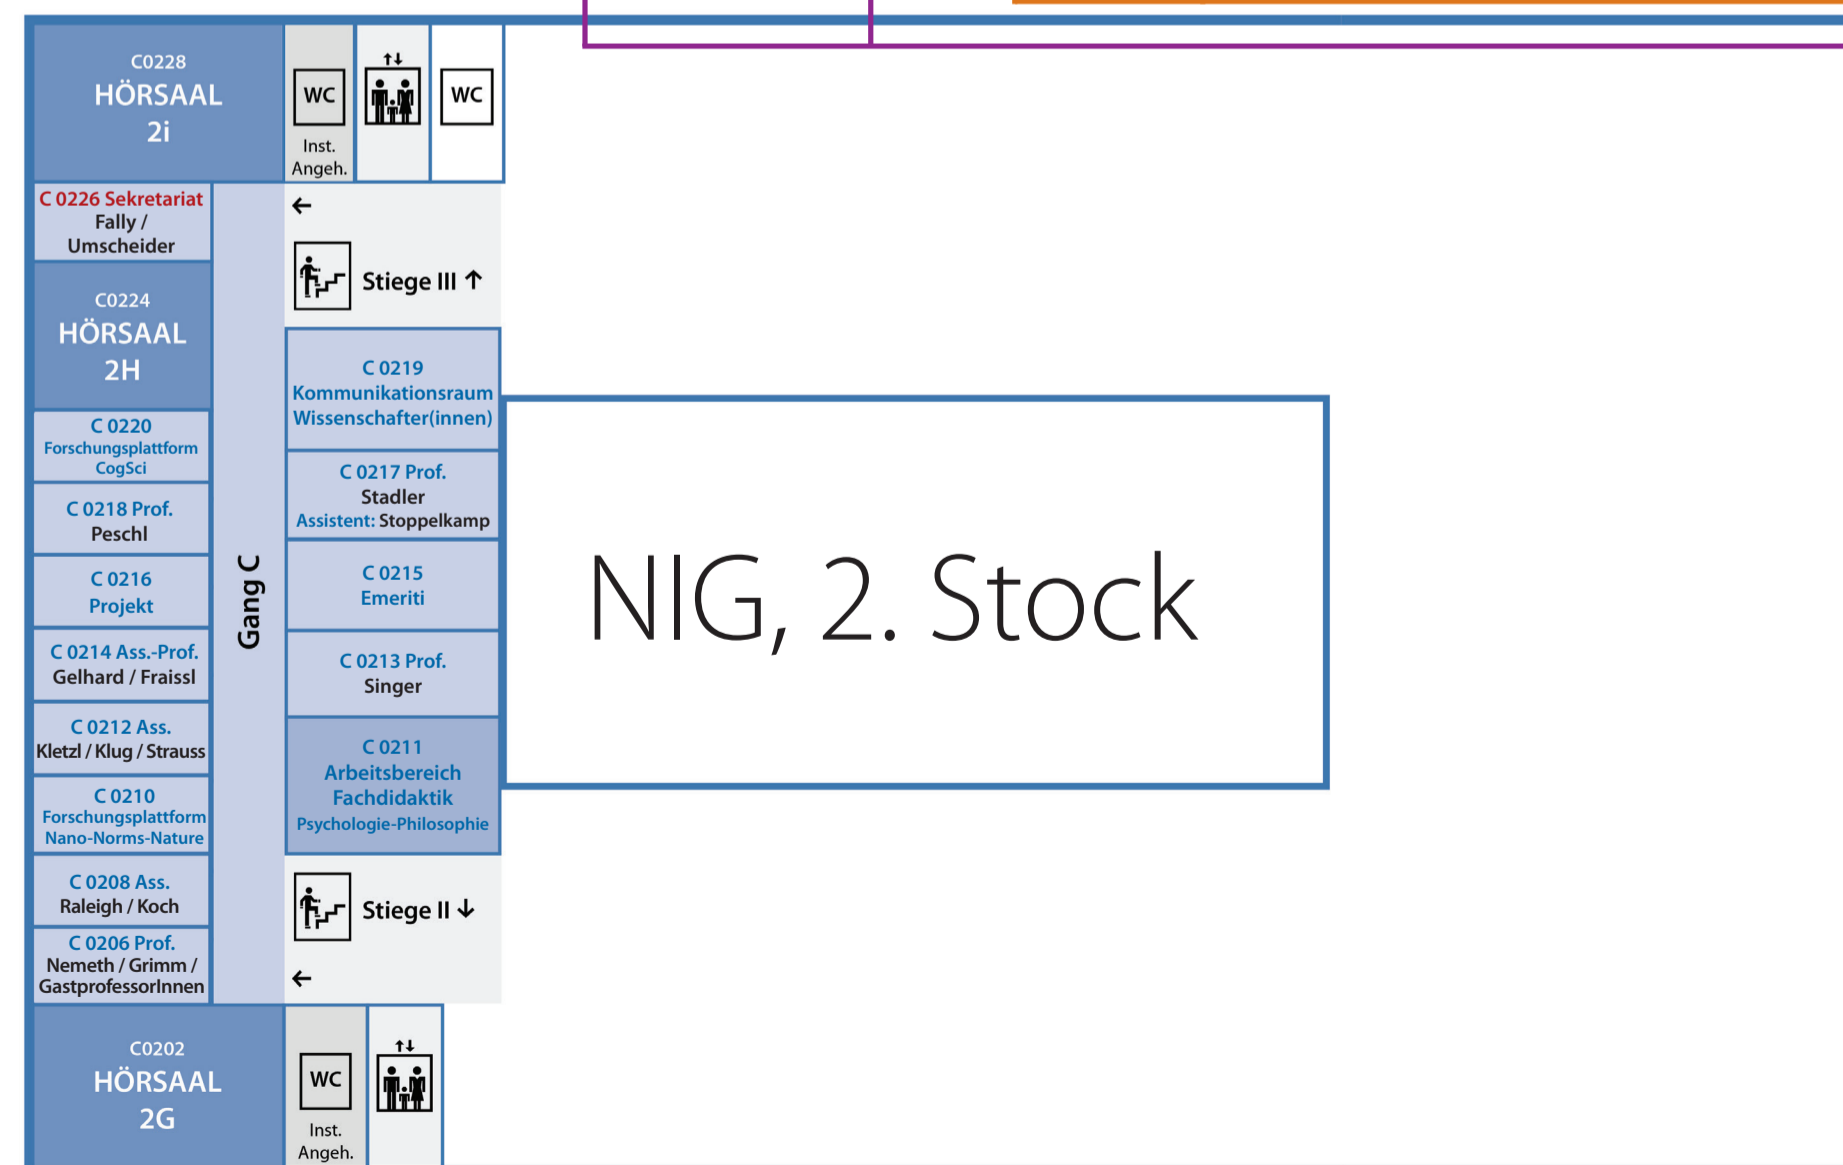 C0228
HÖRSAAL
2i
WC
Inst.
Angeh.
↑↓
WC
C 0226 Sekretariat
Fally /
Umscheider
←
Stiege III ↑
C0224
HÖRSAAL
2H
C 0220
Forschungsplattform
CogSci
C 0218 Prof.
Peschl
C 0216
Projekt
C 0214 Ass.-Prof.
Gelhard / Fraissl
C 0212 Ass.
Kletzl / Klug / Strauss
C 0210
Forschungsplattform
Nano-Norms-Nature
C 0208 Ass.
Raleigh / Koch
C 0206 Prof.
Nemeth / Grimm /
GastprofessorInnen
Gang C
C 0219
Kommunikationsraum
Wissenschafter(innen)
C 0217 Prof.
Stadler
Assistent: Stoppelkamp
C 0215
Emeriti
C 0213 Prof.
Singer
C 0211
Arbeitsbereich
Fachdidaktik
Psychologie-Philosophie
Stiege II ↓
←
NIG, 2. Stock
C0202
HÖRSAAL
2G
WC
Inst.
Angeh.
↑↓